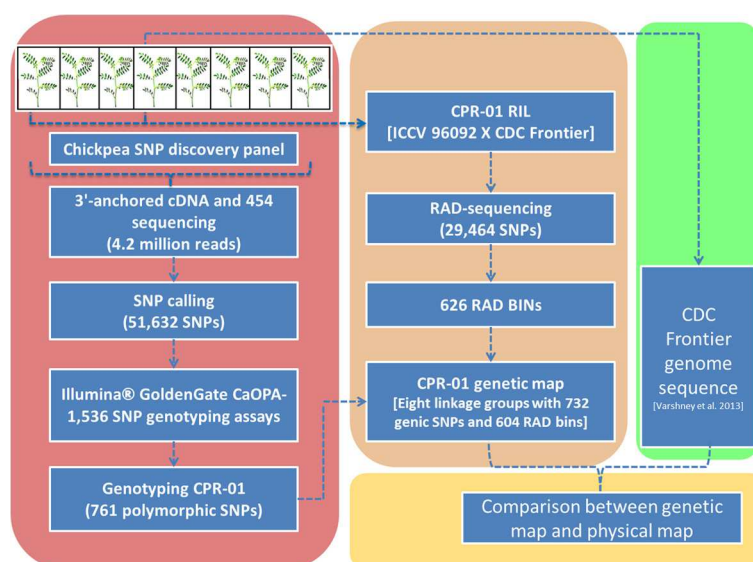 Chickpea SNP discovery panel
3'-anchored cDNA and 454
sequencing
(4.2 million reads)
SNP calling
(51,632 SNPs)
Illumina® GoldenGate CaOPA-
1,536 SNP genotyping assays
Genotyping CPR-01
(761 polymorphic SNPs)
CPR-01 RIL
[ICCV 96092 X CDC Frontier]
RAD-sequencing
(29,464 SNPs)
626 RAD BINs
CPR-01 genetic map
[Eight linkage groups with 732
genic SNPs and 604 RAD bins]
CDC
Frontier
genome
sequence
[Varshney et al. 2013]
Comparison between genetic
map and physical map